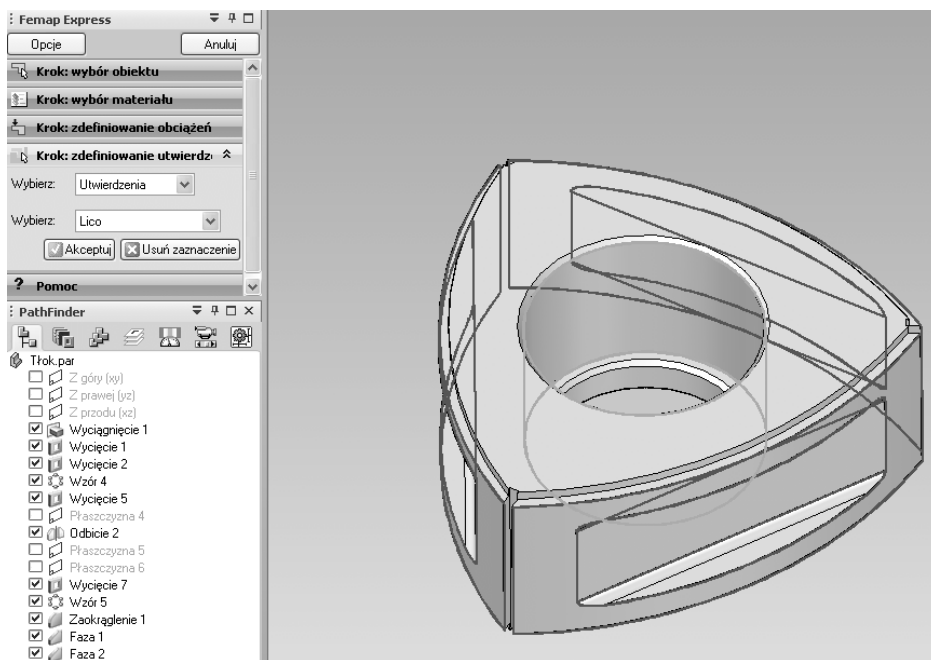 Femap Express
Opcje Anuluj
Krok: wybór obiektu
Krok: wybór materiału
Krok: zdefiniowanie obciążeń
Krok: zdefiniowanie utwierdz
Wybierz: Utwierdzenia
Wybierz: Lico
Akceptuj Usuń zaznaczenie
? Pomoc
PathFinder
Tłok.par
Z góry (xy)
Z prawej (yz)
Z przodu (xz)
Wyciągnięcie 1
Wycięcie 1
Wycięcie 2
Wzór 4
Wycięcie 5
Płaszczyzna 4
Odbicie 2
Płaszczyzna 5
Płaszczyzna 6
Wycięcie 7
Wzór 5
Zaokrąglenie 1
Faza 1
Faza 2